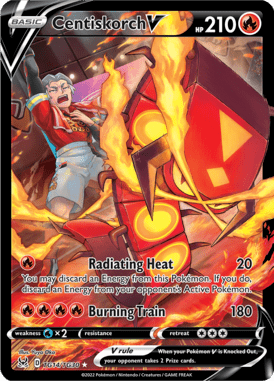 BASIC
Centiskorch V
HP 210
Radiating Heat 20
You may discard an Energy from this Pokémon. If you do,
discard an Energy from your opponent's Active Pokémon.
Burning Train 180
weakness ×2 resistance retreat
V rule When your Pokémon V is Knocked Out,
your opponent takes 2 Prize cards.
©2022 Pokémon / Nintendo / Creatures / GAME FREAK